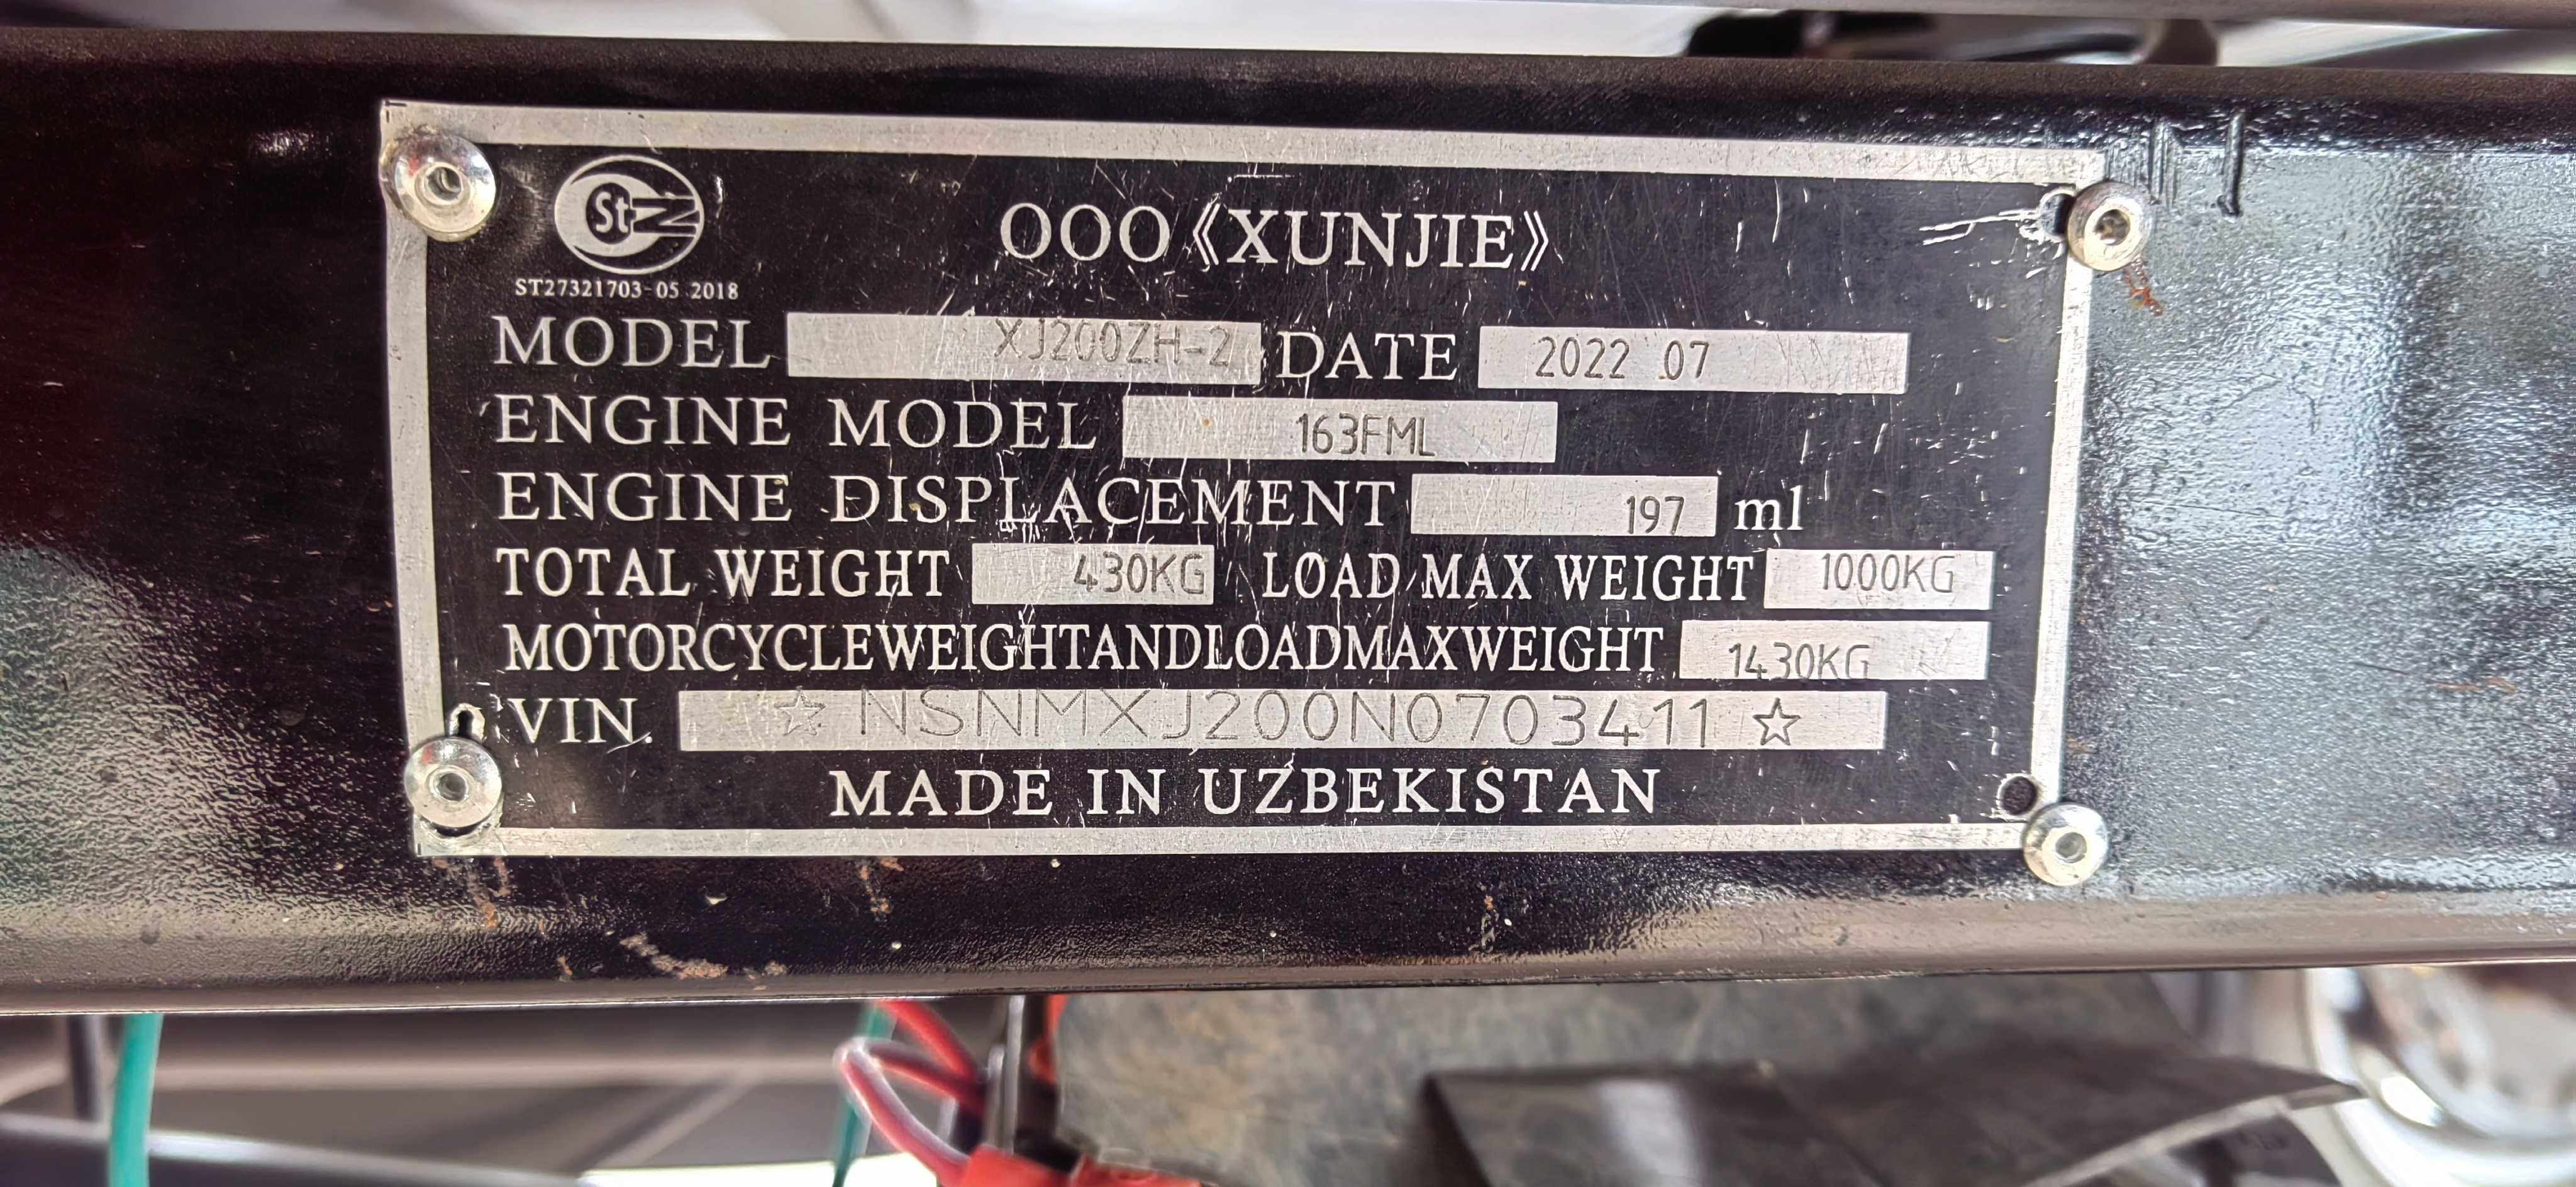 StZ
ООО《XUNJIE》
ST27321703-05 2018
MODEL XJ200ZH-2 DATE 2022 07
ENGINE MODEL 163FML
ENGINE DISPLACEMENT 197 ml
TOTAL WEIGHT 430KG LOAD MAX WEIGHT 1000KG
MOTORCYCLEWEIGHTANDLOADMAXWEIGHT 1430KG
VIN. ☆NSNMXJ200N0703411☆
MADE IN UZBEKISTAN